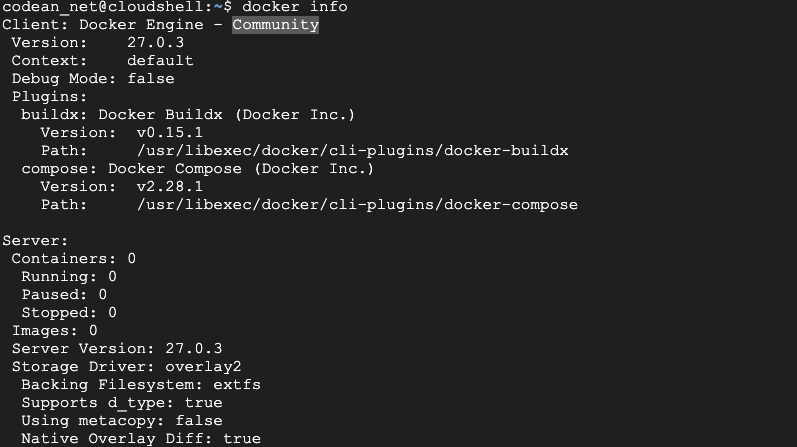 codean_net@cloudshell:~$ docker info
Client: Docker Engine - Community
 Version:    27.0.3
 Context:    default
 Debug Mode: false
 Plugins:
  buildx: Docker Buildx (Docker Inc.)
    Version:  v0.15.1
    Path:     /usr/libexec/docker/cli-plugins/docker-buildx
  compose: Docker Compose (Docker Inc.)
    Version:  v2.28.1
    Path:     /usr/libexec/docker/cli-plugins/docker-compose

Server:
 Containers: 0
  Running: 0
  Paused: 0
  Stopped: 0
 Images: 0
 Server Version: 27.0.3
 Storage Driver: overlay2
  Backing Filesystem: extfs
  Supports d_type: true
  Using metacopy: false
  Native Overlay Diff: true